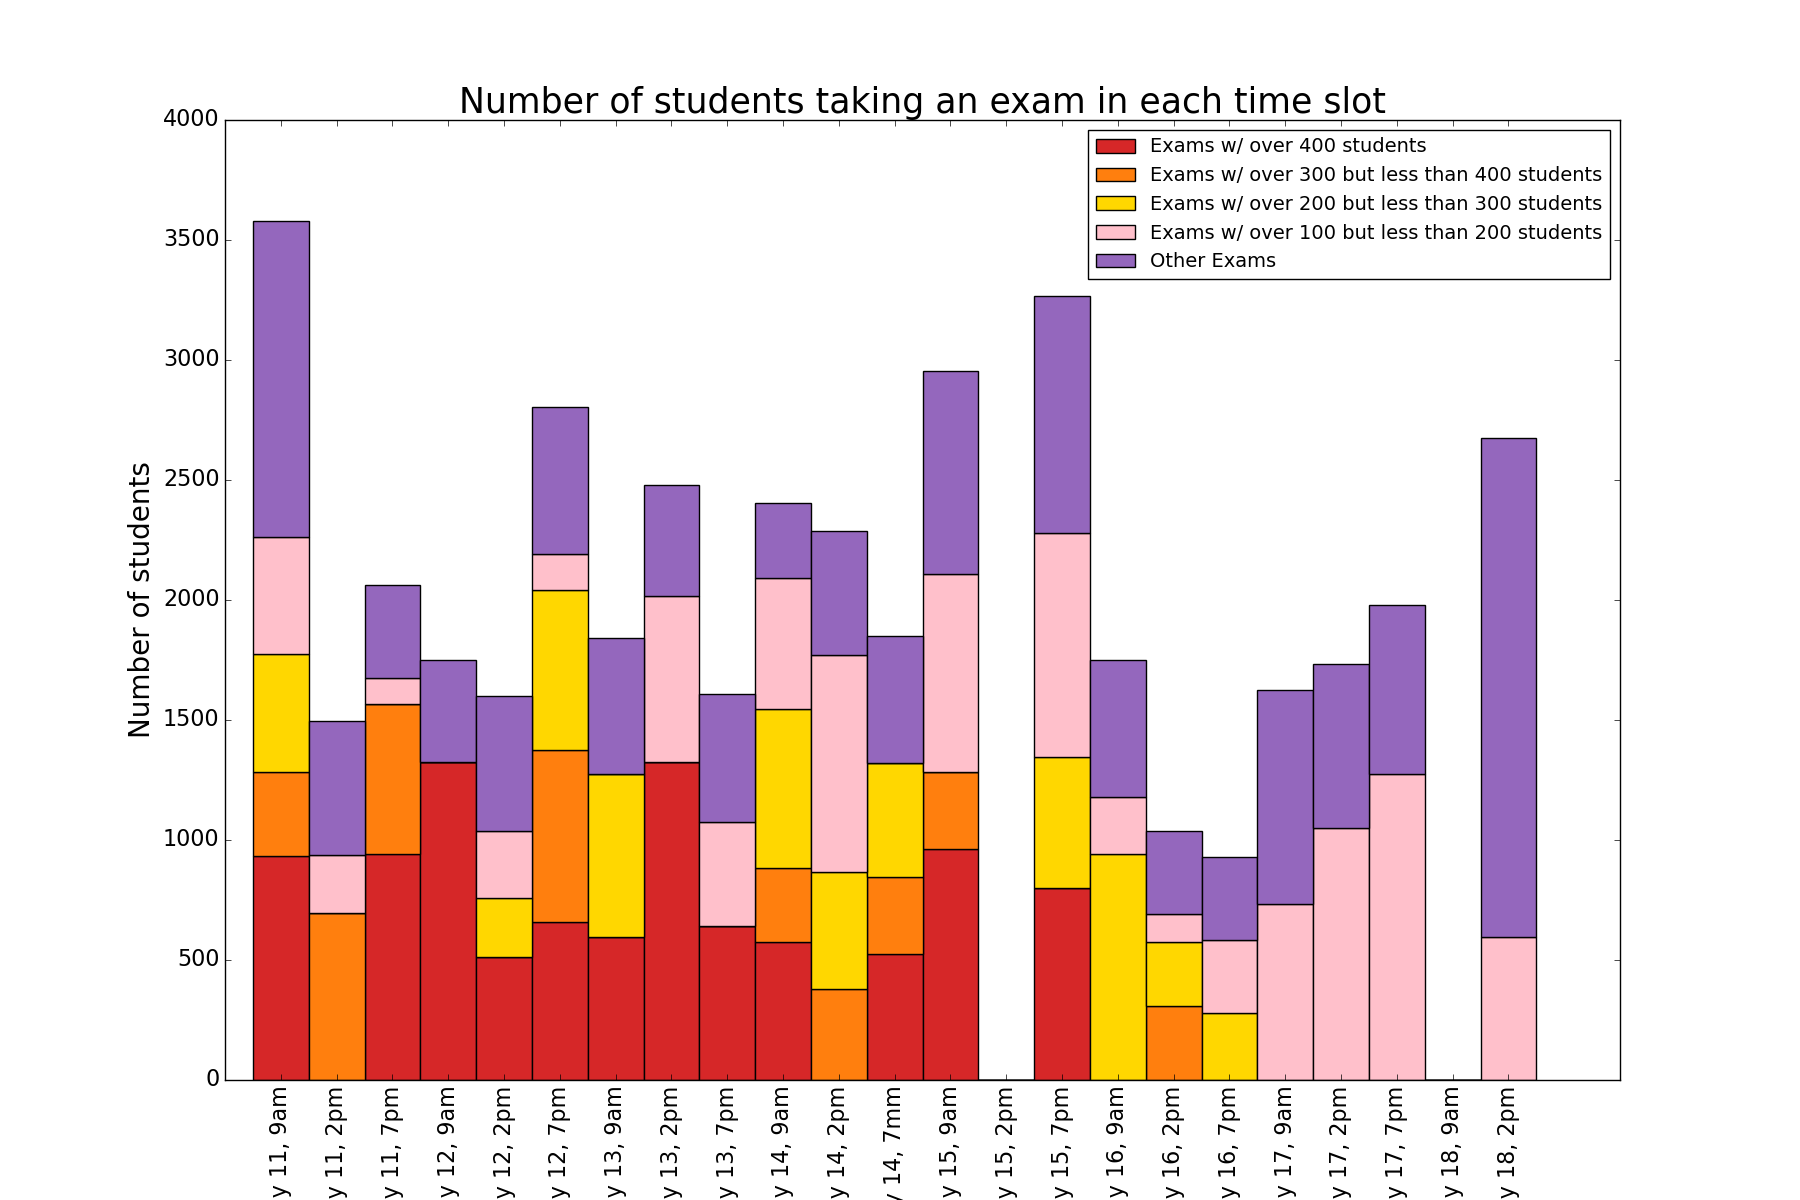 Number of students taking an exam in each time slot
Exams w/ over 400 students
Exams w/ over 300 but less than 400 students
Exams w/ over 200 but less than 300 students
Exams w/ over 100 but less than 200 students
Other Exams
Number of students
4000
3500
3000
2500
2000
1500
1000
500
0
y 11, 9am
y 11, 2pm
y 11, 7pm
y 12, 9am
y 12, 2pm
y 12, 7pm
y 13, 9am
y 13, 2pm
y 13, 7pm
y 14, 9am
y 14, 2pm
y 14, 7mm
y 15, 9am
y 15, 2pm
y 15, 7pm
y 16, 9am
y 16, 2pm
y 16, 7pm
y 17, 9am
y 17, 2pm
y 17, 7pm
y 18, 9am
y 18, 2pm